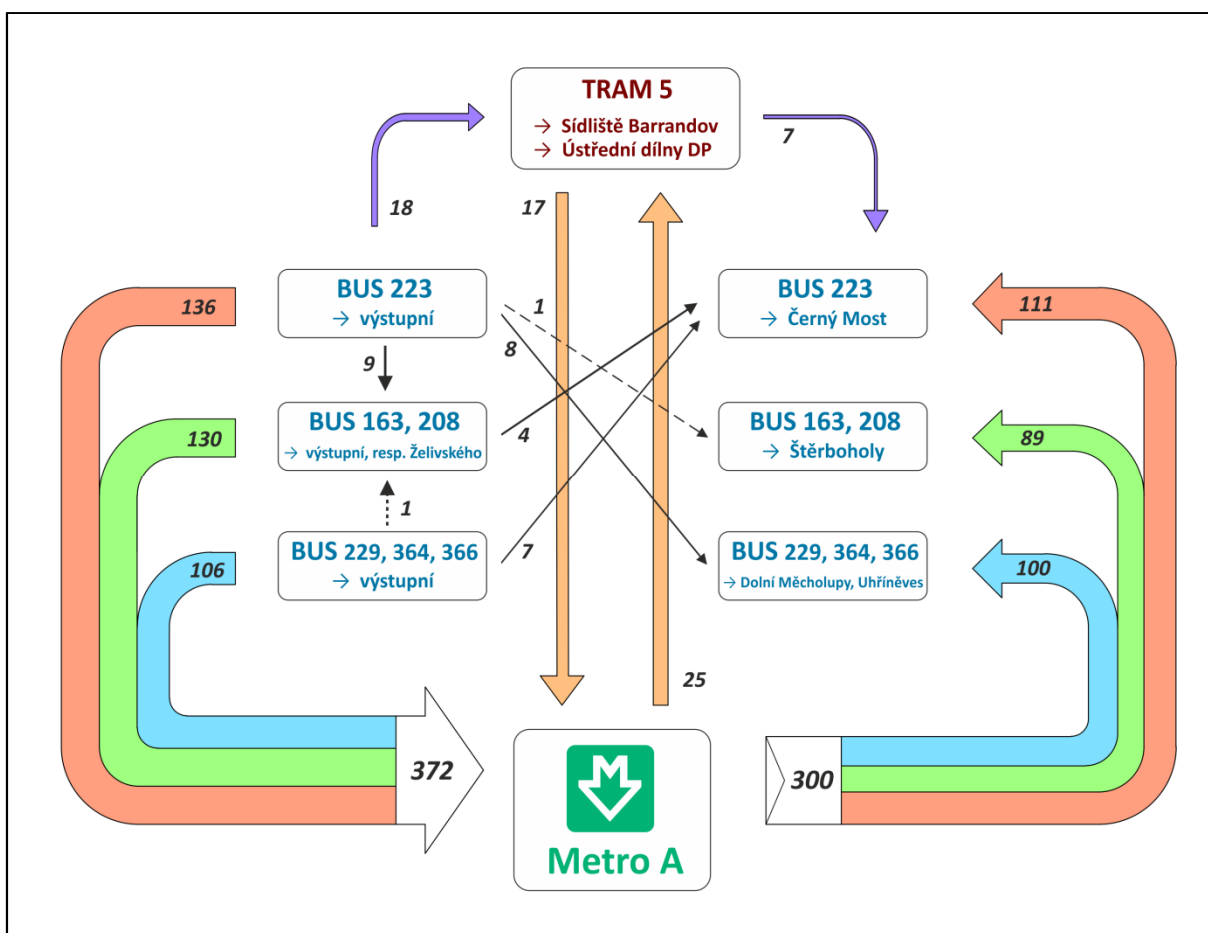 TRAM 5
→ Sídliště Barrandov
→ Ústřední dílny DP
7
18
17
BUS 223
→ výstupní
BUS 223
→ Černý Most
136
1
111
8
9
BUS 163, 208
→ výstupní, resp. Želivského
BUS 163, 208
→ Štěrboholy
130
4
89
1
BUS 229, 364, 366
→ výstupní
BUS 229, 364, 366
→ Dolní Měcholupy, Uhříněves
106
7
100
25
372
300
M
Metro A